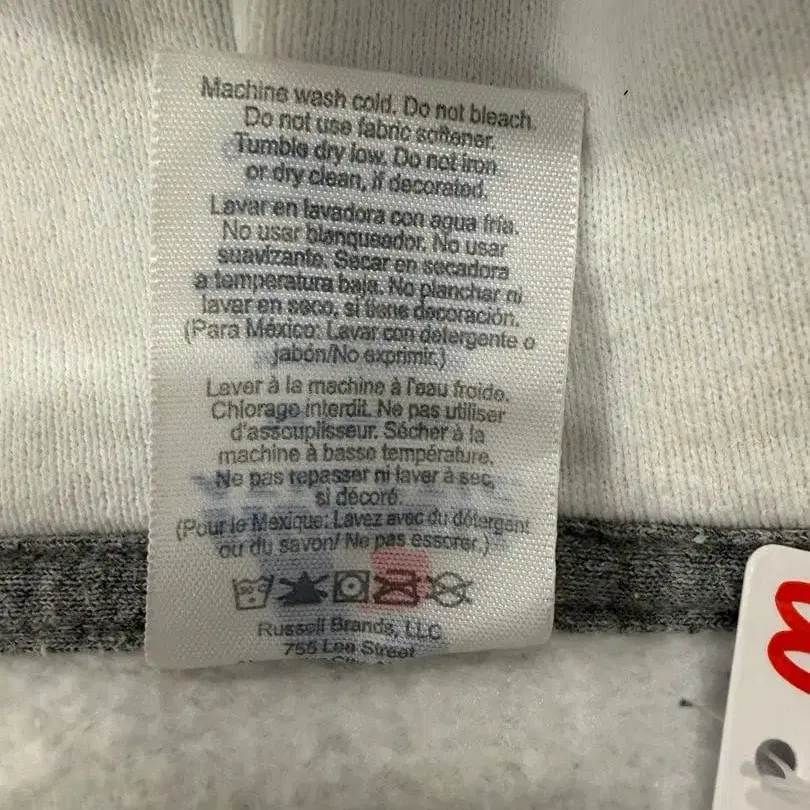 Machine wash cold. Do not bleach.
Do not use fabric softener.
Tumble dry low. Do not iron
or dry clean, if decorated.
Lavar en lavadora con agua fría.
No usar blanqueador. No usar
suavizante. Secar en secadora
a temperatura baja. No planchar ni
lavar en seco, si tiene decoración.
(Para México: Lavar con detergente o
jabón/No exprimir.)
Laver à la machine à l'eau froide.
Chlorage interdit. Ne pas utiliser
d'assouplisseur. Sécher à la
machine à basse température.
Ne pas repasser ni laver à sec,
si décoré.
(Pour le Mexique: Lavez avec du détergent
ou du savon/ Ne pas essorer.)
Russell Brands, LLC
755 Lee Street